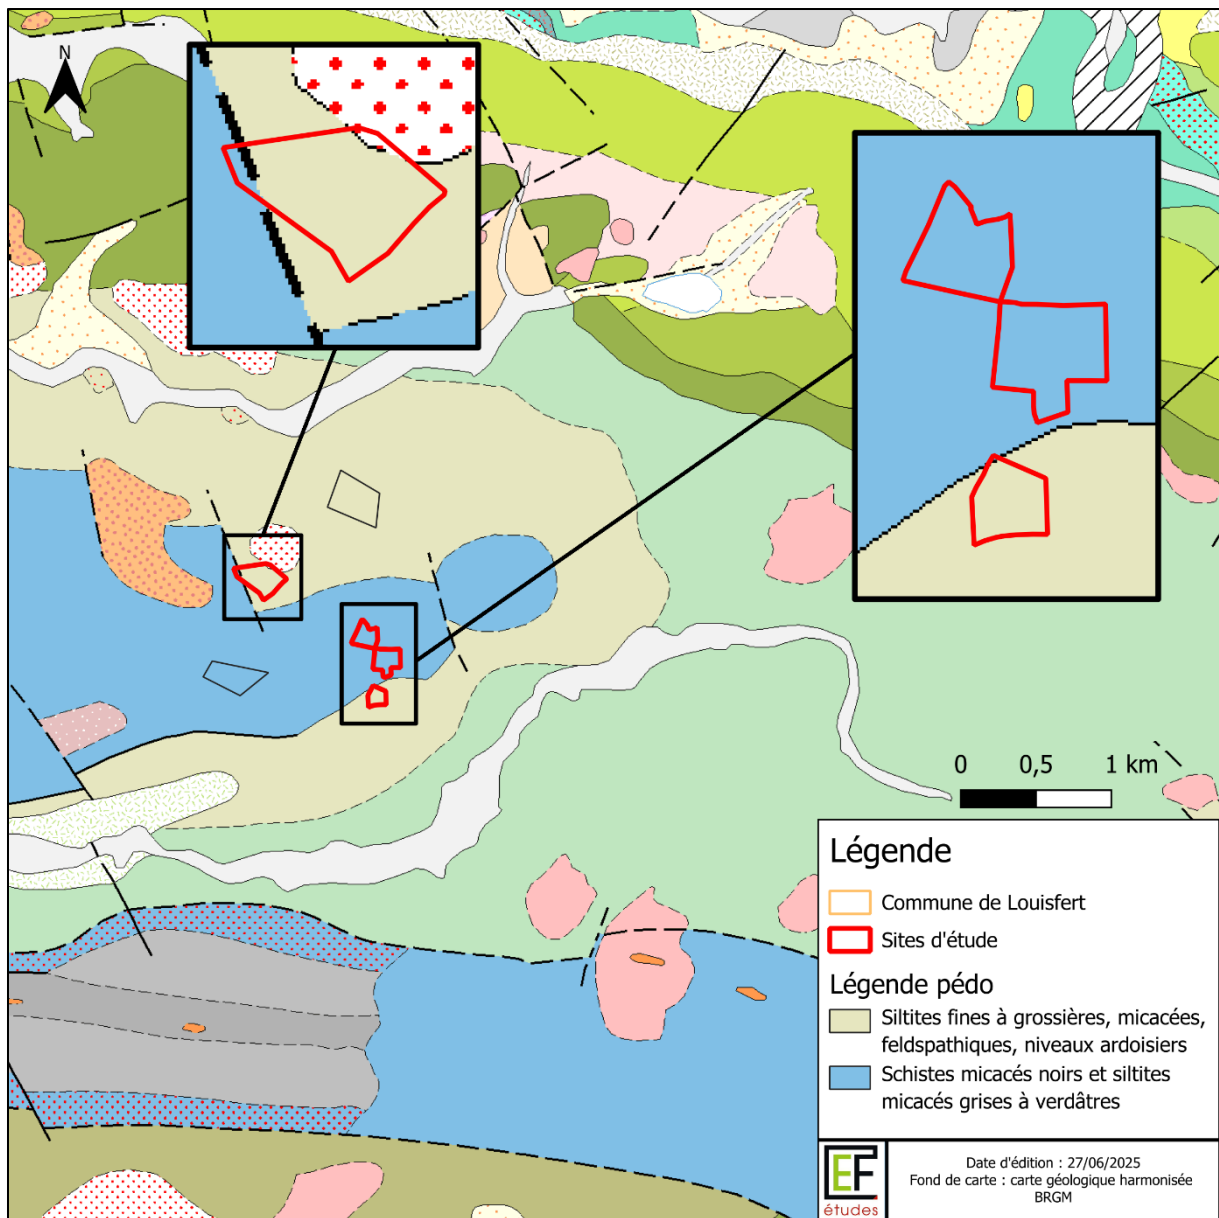 N
0 0,5 1 km
Légende
Commune de Louisfert
Sites d'étude
Légende pédo
Siltites fines à grossières, micacées,
feldspathiques, niveaux ardoisiers
Schistes micacés noirs et siltites
micacés grises à verdâtres
EF
études
Date d'édition : 27/06/2025
Fond de carte : carte géologique harmonisée
BRGM